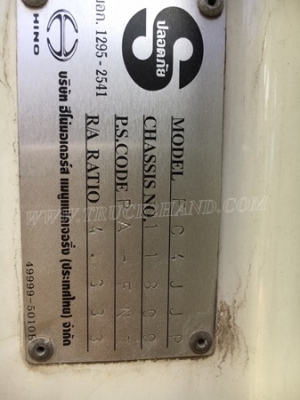 ปลอดภัย
มอก. 1295 - 2541
HINO
MODEL
CHASSIS NO.
P.S.CODE
R/A RATIO 4.333
บริษัท ฮีโน่มอเตอร์ส แมนูแฟคเจอริ่ง (ประเทศไทย) จำกัด
49999-5010B
WWW.TRUCK2HAND.COM